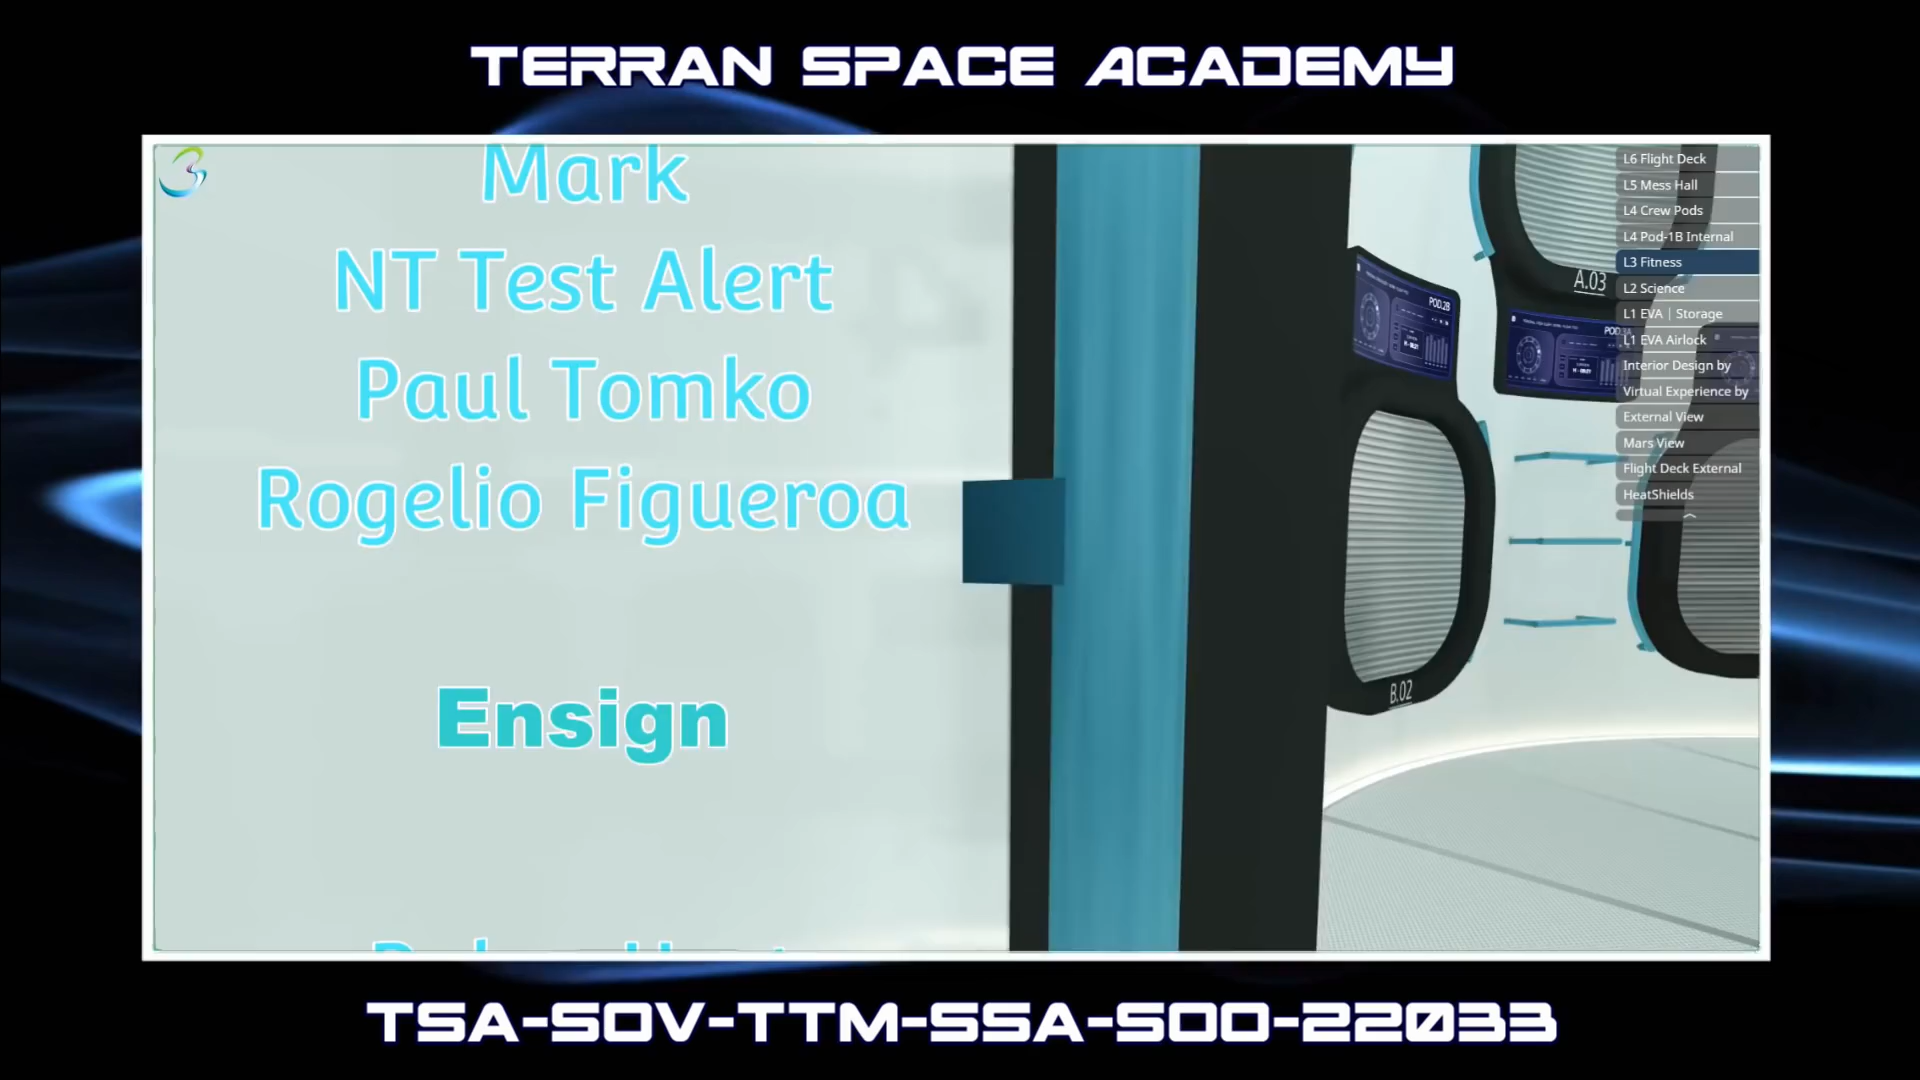 TERRAN SPACE ACADEMY
Mark
NT Test Alert
Paul Tomko
Rogelio Figueroa
Ensign
L6 Flight Deck
L5 Mess Hall
L4 Crew Pods
L4 Pod-1B Internal
L3 Fitness
L2 Science
L1 EVA | Storage
L1 EVA Airlock
Interior Design by
Virtual Experience by
External View
Mars View
Flight Deck External
HeatShields
A.03
POD.2B
B.02
TSA-SOV-TTM-SSA-SOO-22033